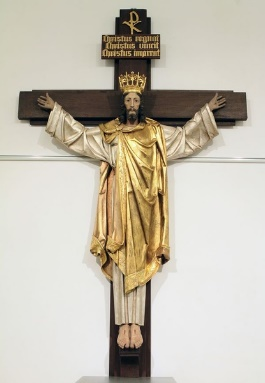 ☧
Christus regnat
Christus vincit
Christus imperat